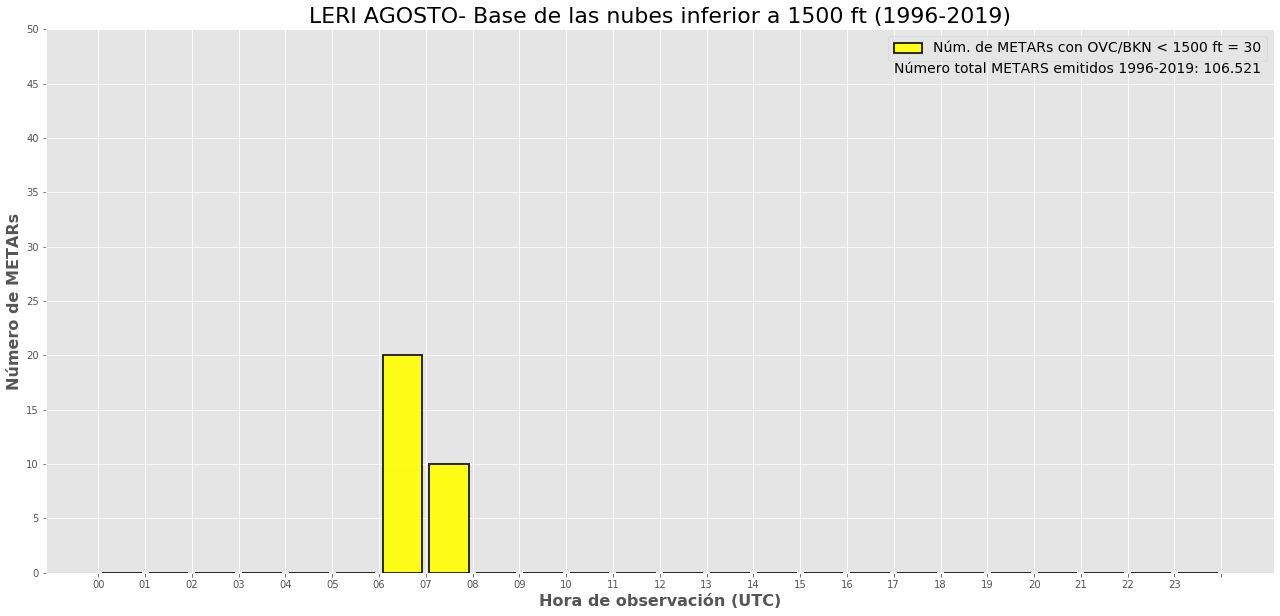 LERI AGOSTO- Base de las nubes inferior a 1500 ft (1996-2019)
Núm. de METARs con OVC/BKN < 1500 ft = 30
Número total METARS emitidos 1996-2019: 106.521
Número de METARs
50
45
40
35
30
25
20
15
10
5
0
00 01 02 03 04 05 06 07 08 09 10 11 12 13 14 15 16 17 18 19 20 21 22 23
Hora de observación (UTC)